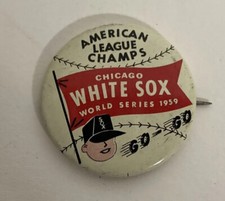 AMERICAN
LEAGUE
CHAMPS
CHICAGO
WHITE SOX
WORLD SERIES 1959
GO-GO